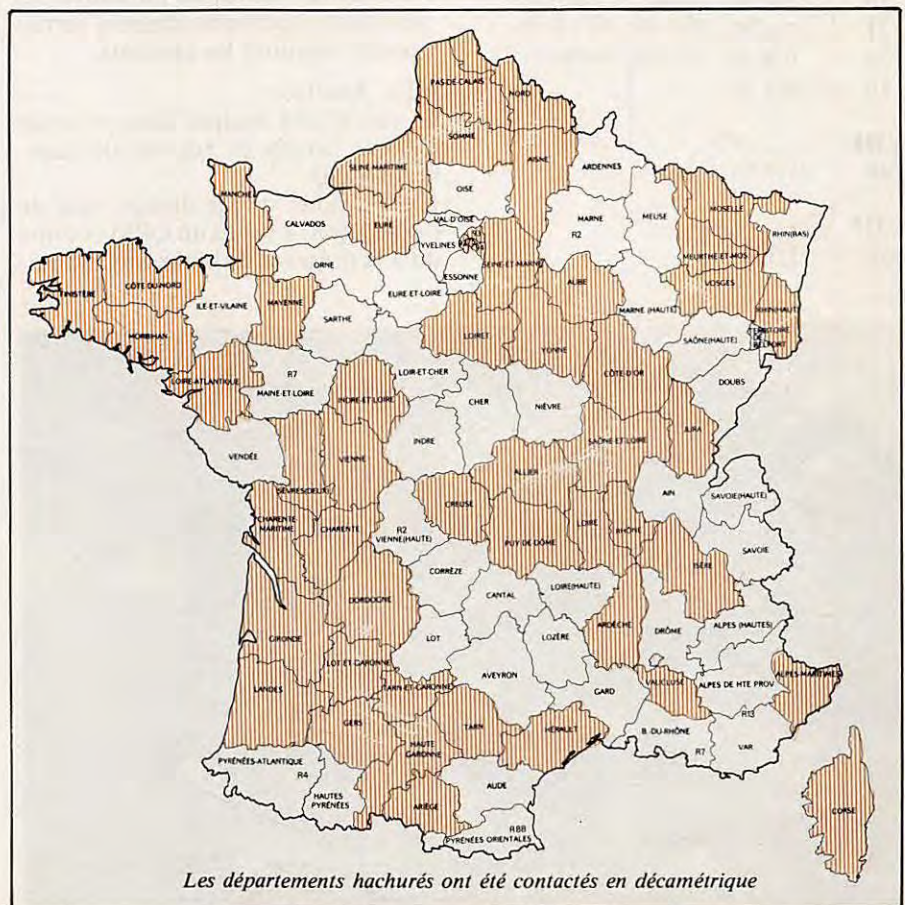 PAS-DE-CALAIS
NORD
SOMME
SEINE-MARITIME
AISNE
ARDENNES
OISE
MANCHE
CALVADOS
EURE
VAL D'OISE
YVELINES
ESSONNE
SEINE-ET-MARNE
MARNE
R2
MEUSE
MOSELLE
RHIN(BAS)
MEURTHE-ET-MOS.
VOSGES
RHIN(HAUT)
FINISTÈRE
CÔTE-DU-NORD
MORBIHAN
ILE-ET-VILAINE
MAYENNE
ORNE
SARTHE
EURE ET LOIRE
LOIRET
YONNE
AUBE
MARNE (HAUTE)
SAÔNE(HAUTE)
TERRITOIRE
DE
BELFORT
LOIRE-ATLANTIQUE
R7
MAINE-ET-LOIRE
INDRE-ET-LOIRE
LOIR-ET-CHER
CHER
NIÈVRE
CÔTE-D'OR
DOUBS
VENDÉE
SÈVRES(DEUX)
VIENNE
INDRE
ALLIER
SAÔNE-ET-LOIRE
JURA
CHARENTE
MARITIME
CHARENTE
R2
VIENNE(HAUTE)
CREUSE
PUY-DE-DÔME
LOIRE
RHÔNE
AIN
SAVOIE(HAUTE)
SAVOIE
ISÈRE
GIRONDE
DORDOGNE
CORRÈZE
CANTAL
LOIRE(HAUTE)
ARDÈCHE
DRÔME
ALPES (HAUTES)
LOT-ET-GARONNE
LOT
AVEYRON
LOZÈRE
GARD
VAUCLUSE
ALPES DE HTE PROV
ALPES-MARITIMES
LANDES
GERS
TARN-ET-GARONNE
TARN
HÉRAULT
B. DU-RHÔNE
R7
R13
VAR
PYRÉNÉES-ATLANTIQUE
R4
HAUTES
PYRÉNÉES
HAUTE
GARONNE
ARIÈGE
AUDE
R88
PYRÉNÉES ORIENTALES
CORSE
Les départements hachurés ont été contactés en décamétrique